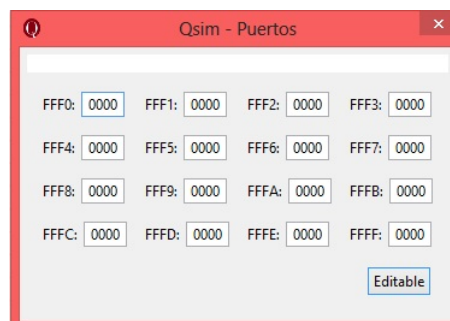 Qsim - Puertos
FFF0: 0000 FFF1: 0000 FFF2: 0000 FFF3: 0000
FFF4: 0000 FFF5: 0000 FFF6: 0000 FFF7: 0000
FFF8: 0000 FFF9: 0000 FFFA: 0000 FFFB: 0000
FFFC: 0000 FFFD: 0000 FFFE: 0000 FFFF: 0000
Editable